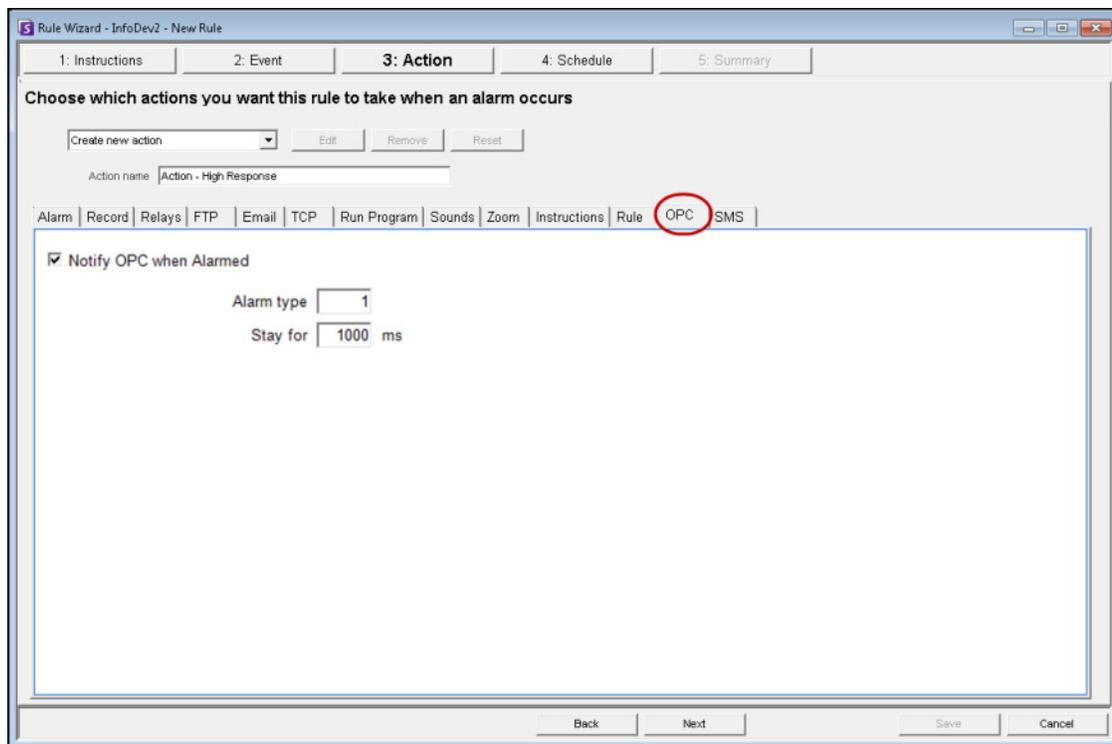 Rule Wizard - InfoDev2 - New Rule
1: Instructions 2: Event 3: Action 4: Schedule 5: Summary
Choose which actions you want this rule to take when an alarm occurs
Create new action Edit Remove Reset
Action name Action - High Response
Alarm Record Relays FTP Email TCP Run Program Sounds Zoom Instructions Rule OPC SMS
Notify OPC when Alarmed
Alarm type 1
Stay for 1000 ms
Back Next Save Cancel